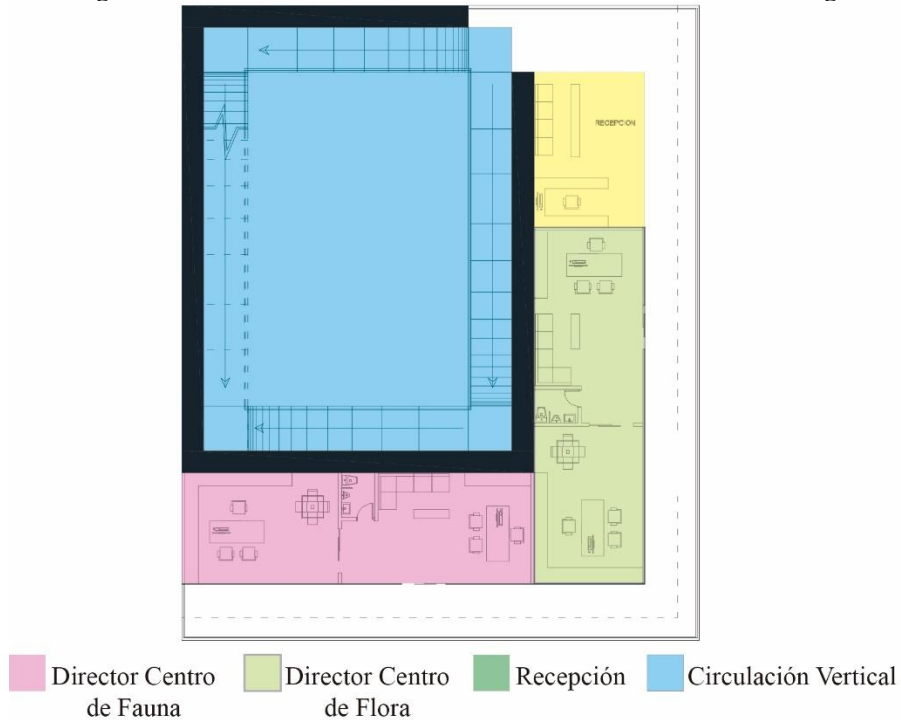 RECEPCION
Director Centro
de Fauna
Director Centro
de Flora
Recepción
Circulación Vertical